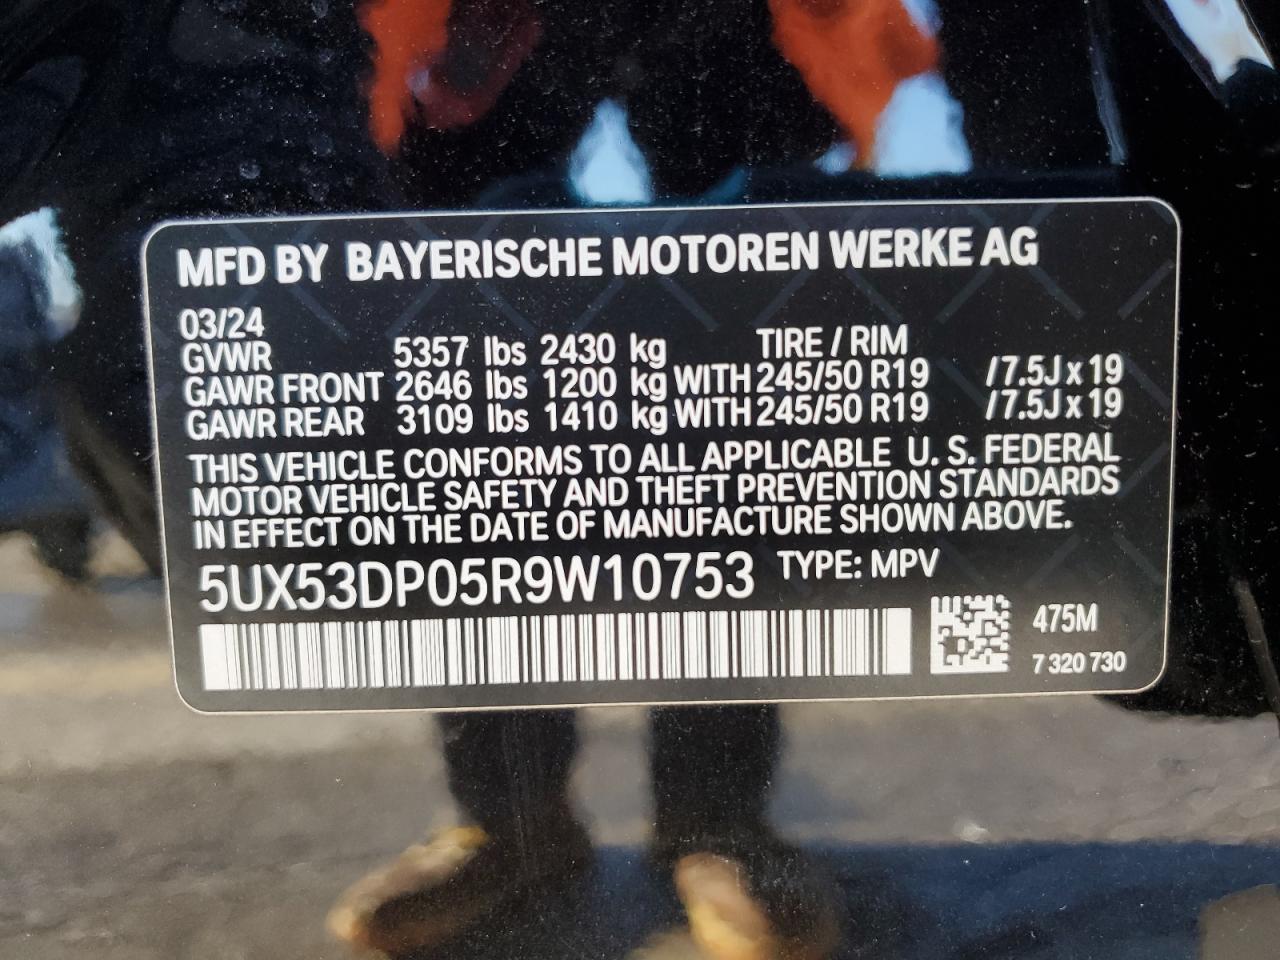 MFD BY BAYERISCHE MOTOREN WERKE AG
03/24
GVWR 5357 lbs 2430 kg TIRE / RIM
GAWR FRONT 2646 lbs 1200 kg WITH 245/50 R19 /7.5J x 19
GAWR REAR 3109 lbs 1410 kg WITH 245/50 R19 /7.5J x 19
THIS VEHICLE CONFORMS TO ALL APPLICABLE U. S. FEDERAL
MOTOR VEHICLE SAFETY AND THEFT PREVENTION STANDARDS
IN EFFECT ON THE DATE OF MANUFACTURE SHOWN ABOVE.
5UX53DP05R9W10753 TYPE: MPV
475M
7 320 730